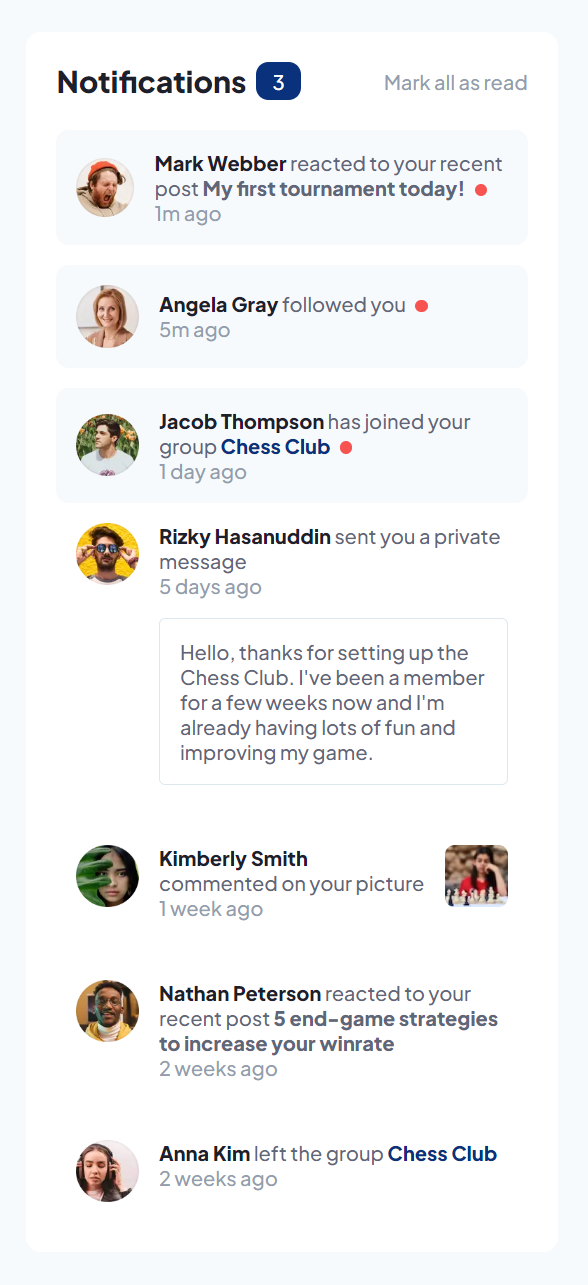 Notifications 3 Mark all as read
Mark Webber reacted to your recent
post My first tournament today!
1m ago
Angela Gray followed you
5m ago
Jacob Thompson has joined your
group Chess Club
1 day ago
Rizky Hasanuddin sent you a private
message
5 days ago
Hello, thanks for setting up the
Chess Club. I've been a member
for a few weeks now and I'm
already having lots of fun and
improving my game.
Kimberly Smith
commented on your picture
1 week ago
Nathan Peterson reacted to your
recent post 5 end-game strategies
to increase your winrate
2 weeks ago
Anna Kim left the group Chess Club
2 weeks ago